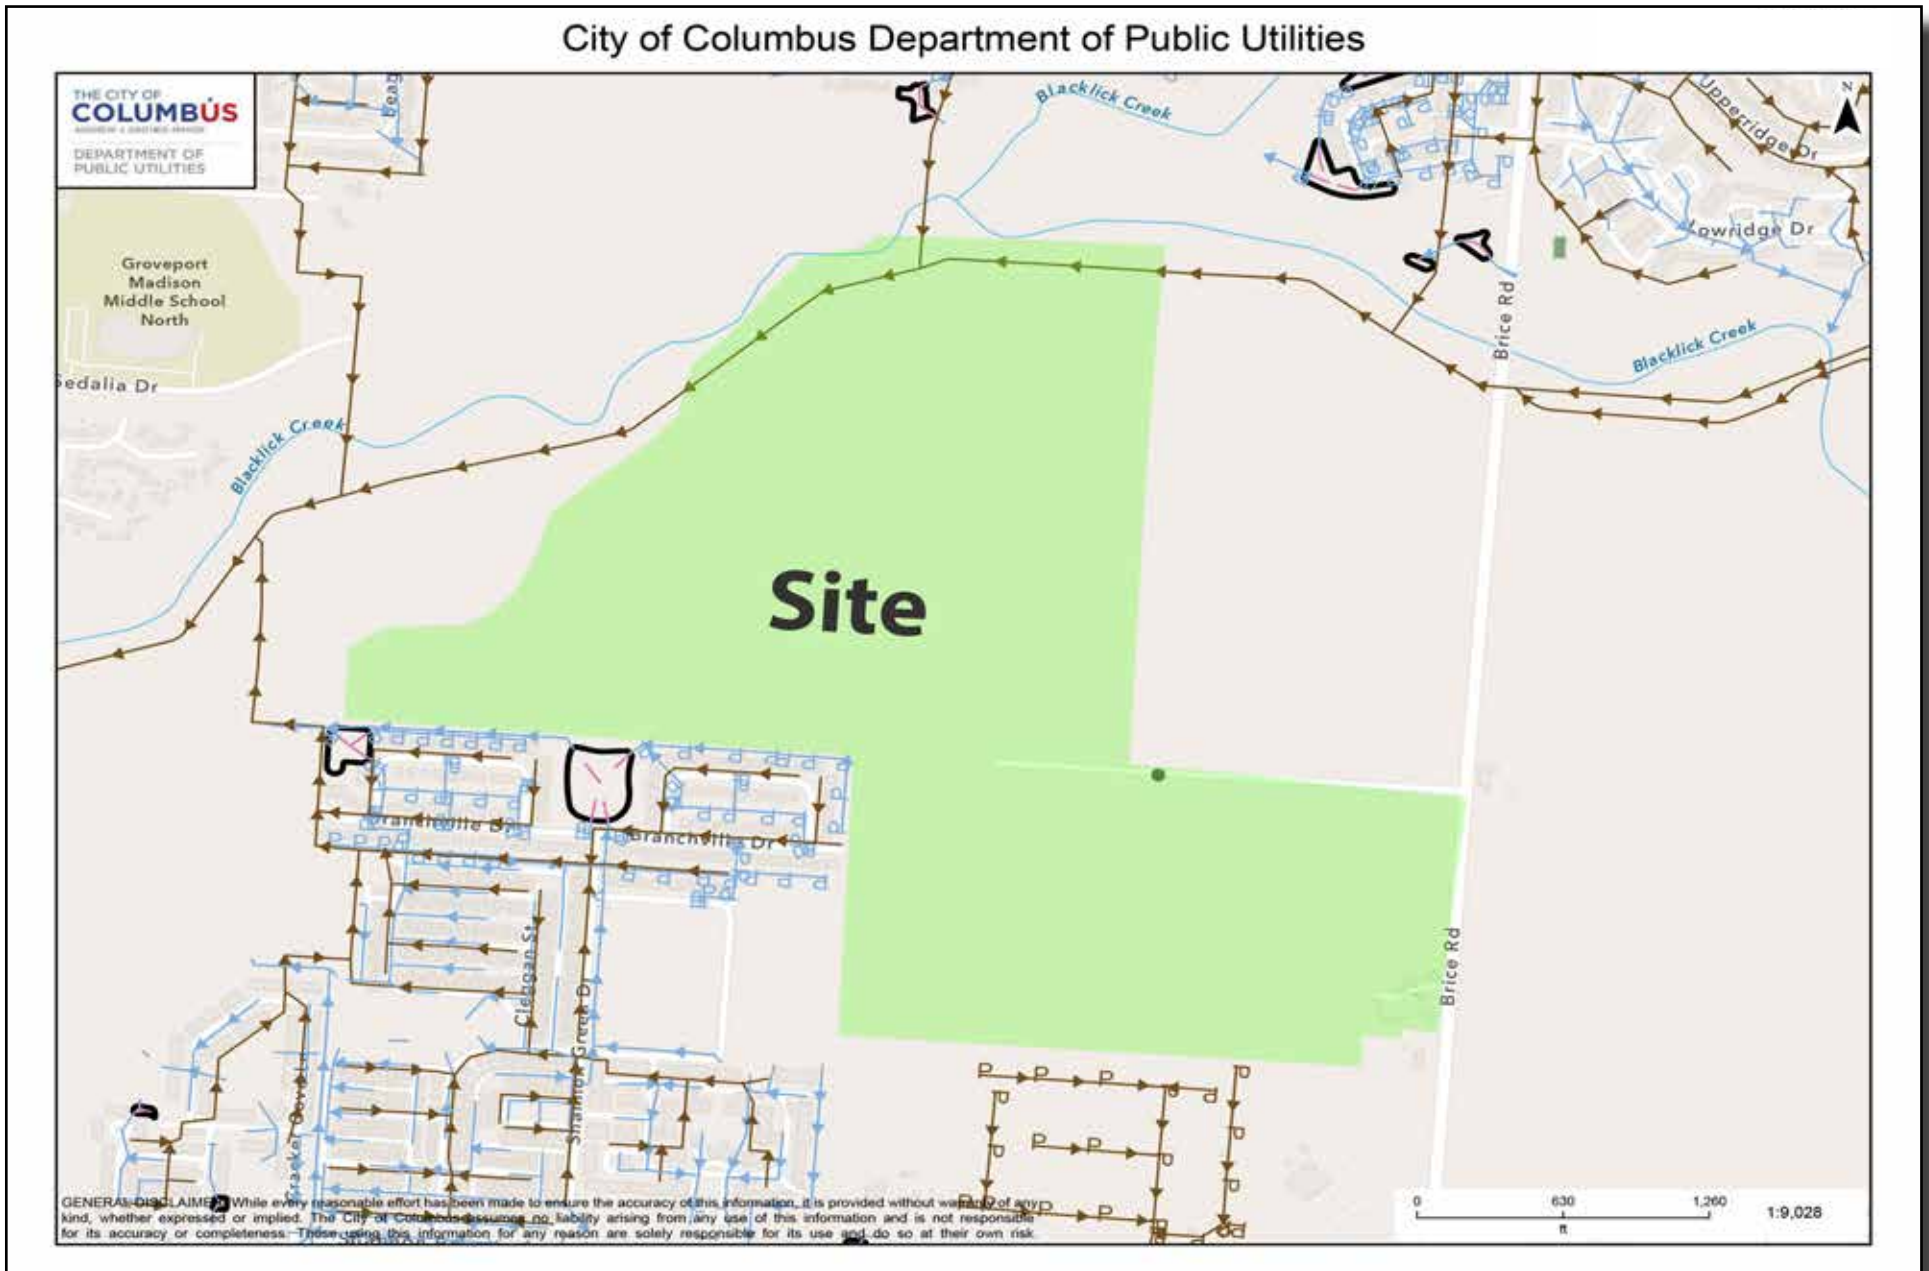 City of Columbus Department of Public Utilities
THE CITY OF
COLUMBUS
DEPARTMENT OF
PUBLIC UTILITIES
N
Blacklick Creek
Upperridge Dr
owridge Dr
Groveport
Madison
Middle School
North
Sedalia Dr
Blacklick Creek
Brice Rd
Blacklick Creek
Site
Branchville Dr
Branchville Dr
Cleggan St
Shannon Green Dr
Brice Rd
P P P
P P
P P
P P P
P P
P P
P P
GENERAL DISCLAIMER: While every reasonable effort has been made to ensure the accuracy of this information, it is provided without warranty of any
kind, whether expressed or implied. The City of Columbus assumes no liability arising from any use of this information and is not responsible
for its accuracy or completeness. Those using this information for any reason are solely responsible for its use and do so at their own risk.
0 630 1,260
ft
1:9,028